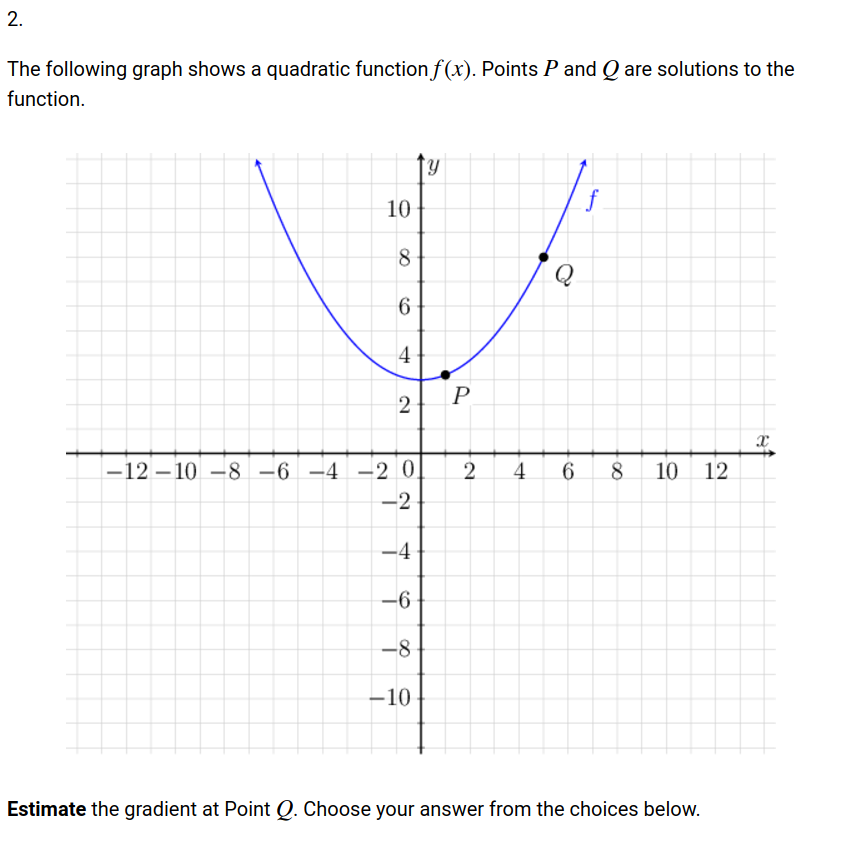 2.
The following graph shows a quadratic function f(x). Points P and Q are solutions to the
function.
y
10
f
8
Q
6
4
P
2
x
−12 −10 −8 −6 −4 −2 0 2 4 6 8 10 12
−2
−4
−6
−8
−10
Estimate the gradient at Point Q. Choose your answer from the choices below.